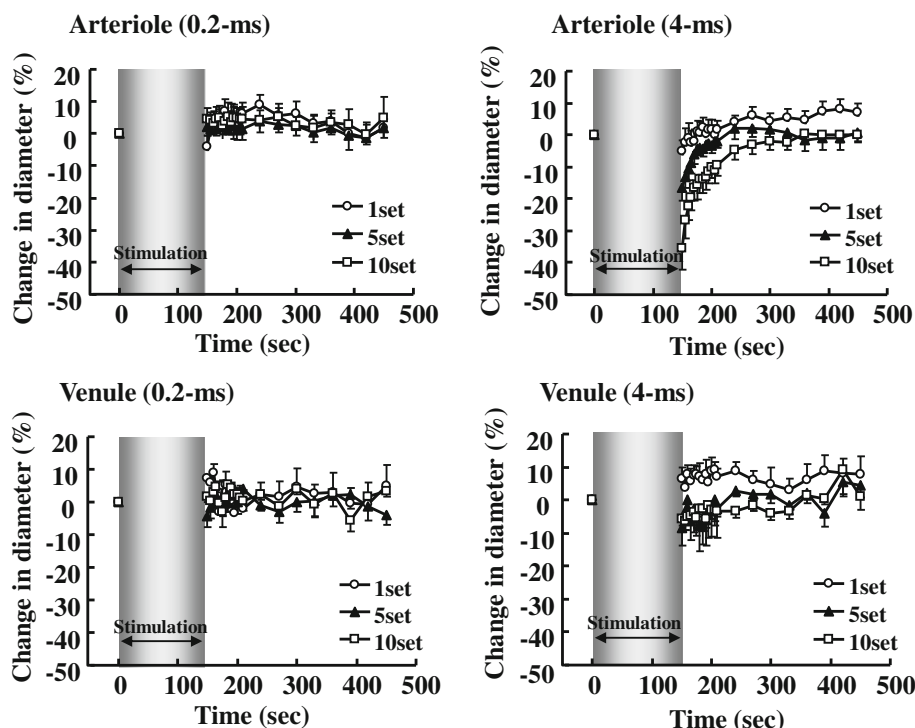 Arteriole (0.2-ms)
Change in diameter (%)
20
10
0
-10
-20
-30
-40
-50
Stimulation
1set
5set
10set
0 100 200 300 400 500
Time (sec)
Arteriole (4-ms)
Change in diameter (%)
20
10
0
-10
-20
-30
-40
-50
Stimulation
1set
5set
10set
0 100 200 300 400 500
Time (sec)
Venule (0.2-ms)
Change in diameter (%)
20
10
0
-10
-20
-30
-40
-50
Stimulation
1set
5set
10set
0 100 200 300 400 500
Time (sec)
Venule (4-ms)
Change in diameter (%)
20
10
0
-10
-20
-30
-40
-50
Stimulation
1set
5set
10set
0 100 200 300 400 500
Time (sec)